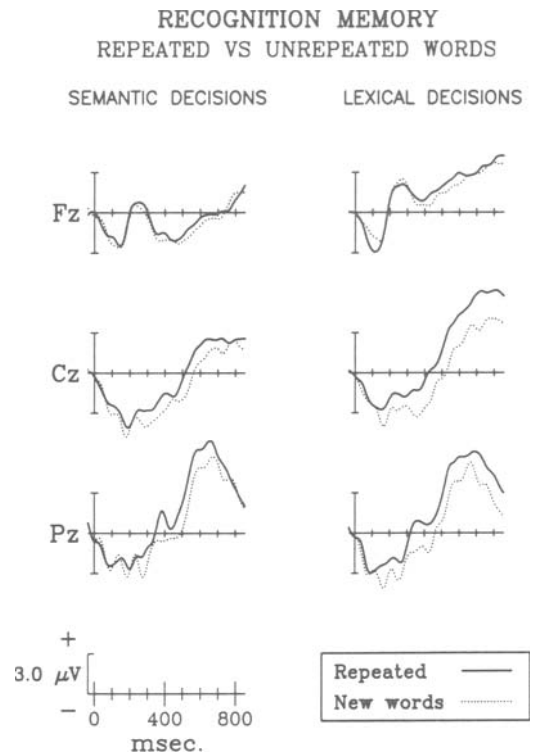 RECOGNITION MEMORY
REPEATED VS UNREPEATED WORDS
SEMANTIC DECISIONS
LEXICAL DECISIONS
Fz
Cz
Pz
+
3.0 μV
−
0 400 800
msec.
Repeated
New words